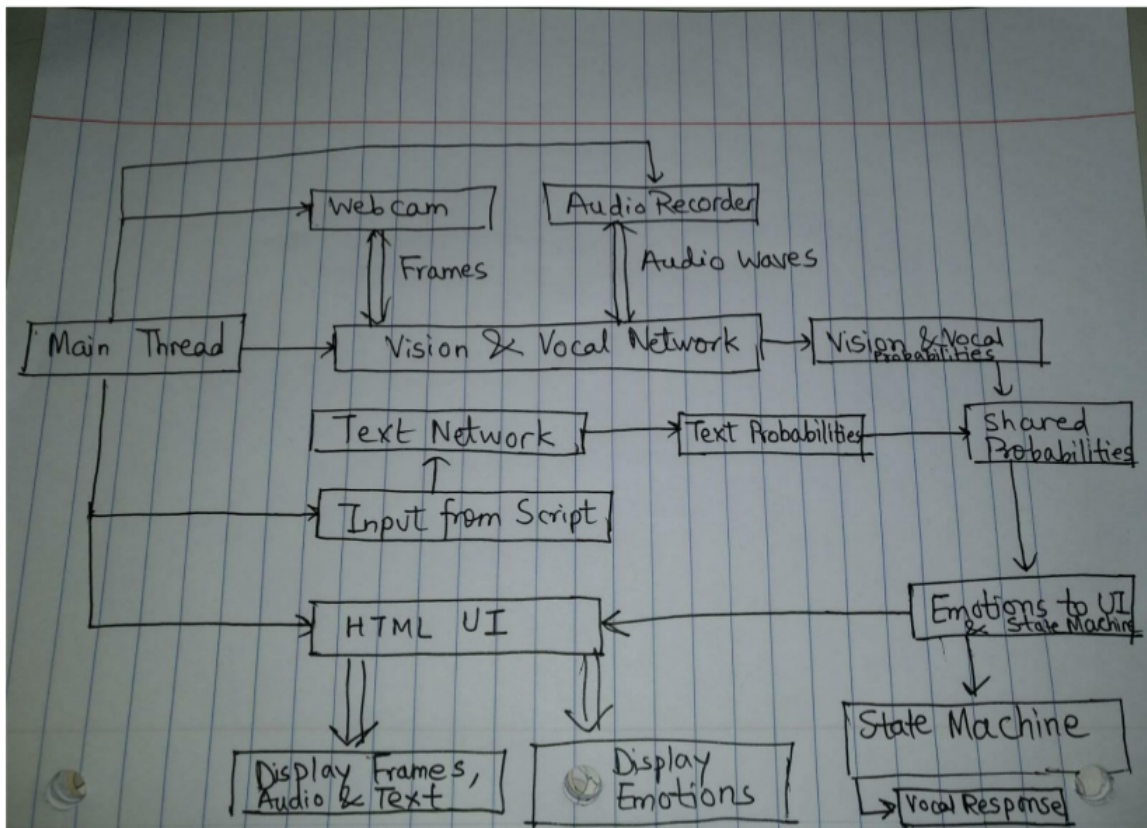 Webcam
Audio Recorder
Frames
Audio Waves
Main Thread
Vision & Vocal Network
Vision & Vocal
Probabilities
Text Network
Text Probabilities
Shared
Probabilities
Input from Script
HTML UI
Emotions to UI
& State Machine
State Machine
Display Frames,
Audio & Text
Display
Emotions
Vocal Response